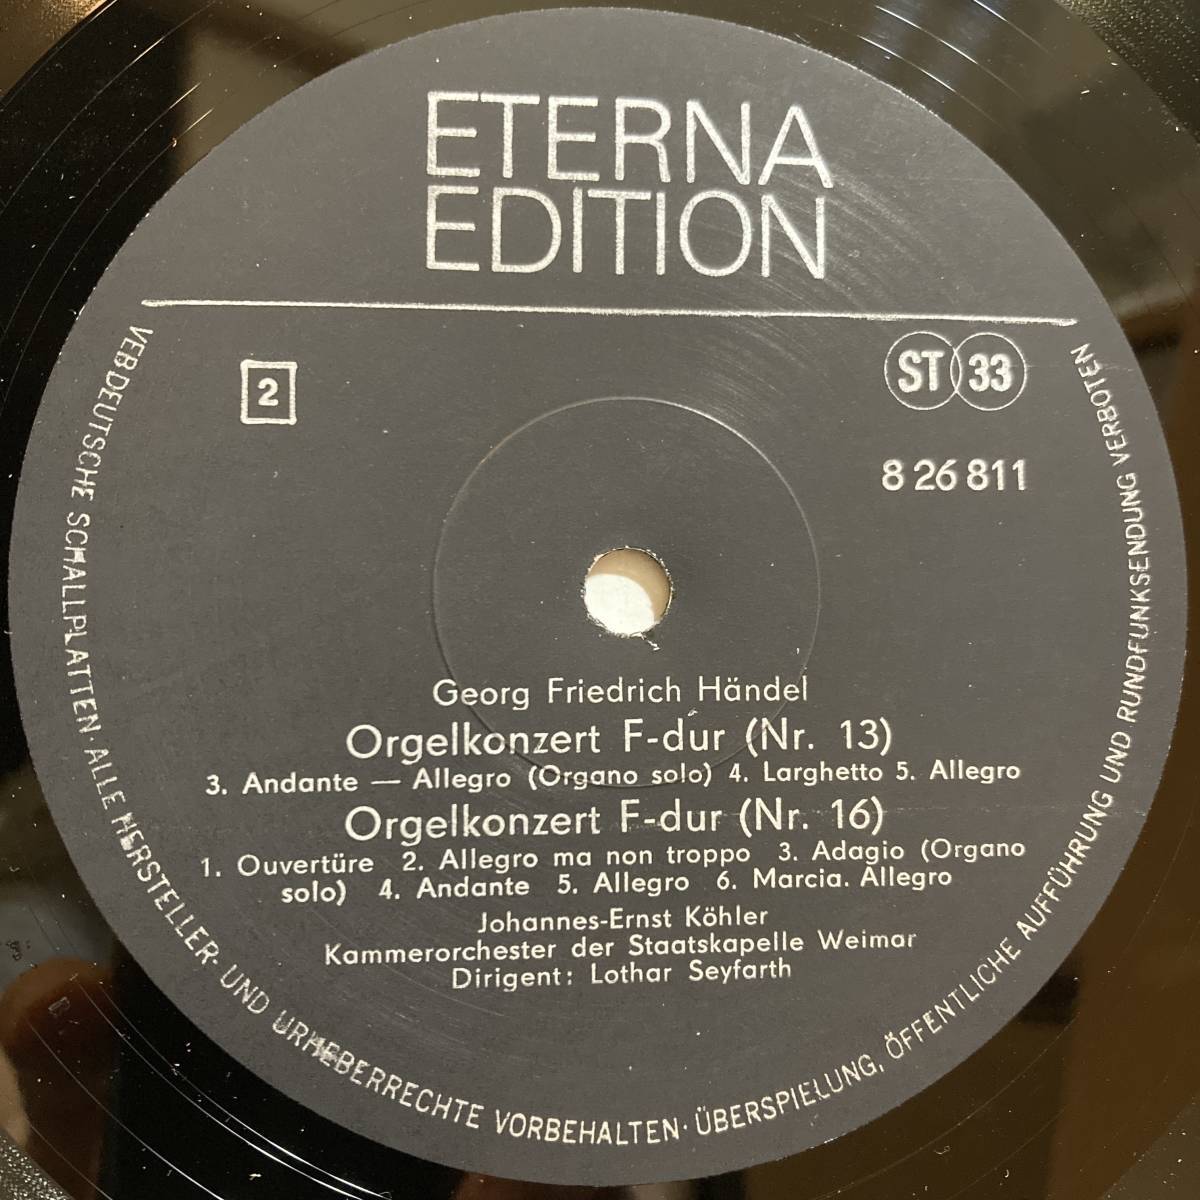 ETERNA
EDITION
2
ST 33
8 26 811
Georg Friedrich Händel
Orgelkonzert F-dur (Nr. 13)
3. Andante — Allegro (Organo solo) 4. Larghetto 5. Allegro
Orgelkonzert F-dur (Nr. 16)
1. Ouvertüre 2. Allegro ma non troppo 3. Adagio (Organo
solo) 4. Andante 5. Allegro 6. Marcia. Allegro
Johannes-Ernst Köhler
Kammerorchester der Staatskapelle Weimar
Dirigent: Lothar Seyfarth
VEB DEUTSCHE SCHALLPLATTEN · ALLE HERSTELLER- UND URHEBERRECHTE VORBEHALTEN · ÜBERSPIELUNG, ÖFFENTLICHE AUFFÜHRUNG UND RUNDFUNKSENDUNG VERBOTEN